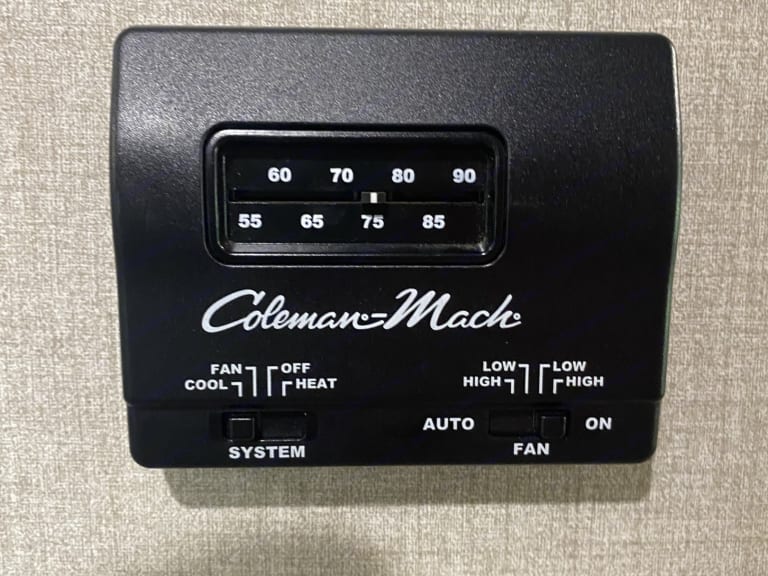 60 70 80 90
55 65 75 85
Coleman-Mach
FAN OFF
COOL HEAT
LOW LOW
HIGH HIGH
AUTO ON
SYSTEM
FAN